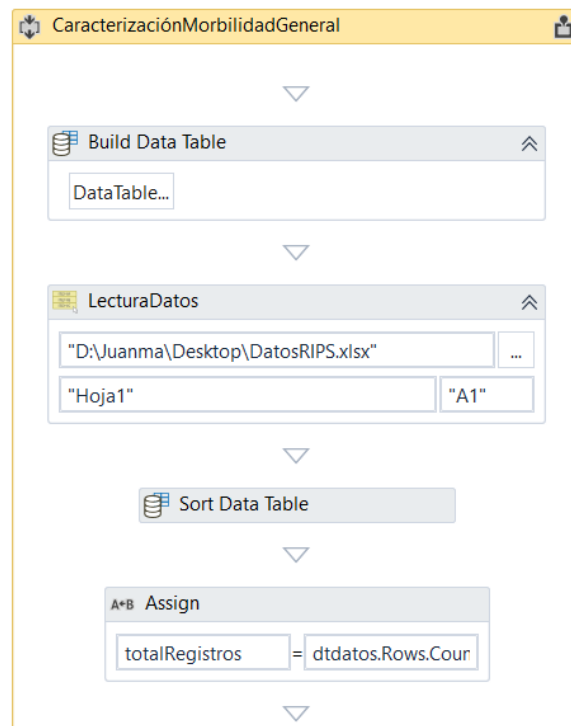 CaracterizaciónMorbilidadGeneral
Build Data Table
DataTable...
LecturaDatos
"D:\Juanma\Desktop\DatosRIPS.xlsx" ...
"Hoja1" "A1"
Sort Data Table
A←B Assign
totalRegistros = dtdatos.Rows.Coun